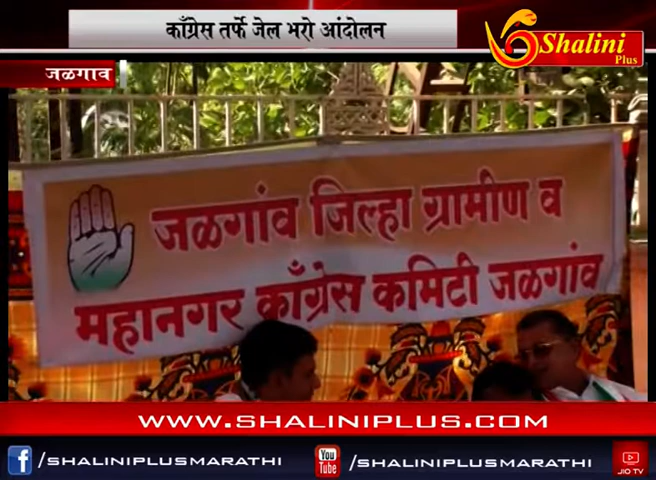 काँग्रेस तर्फे जेल भरो आंदोलन
Shalini
Plus
जळगाव
जळगांव जिल्हा ग्रामीण व
महानगर काँग्रेस कमिटी जळगांव
WWW.SHALINIPLUS.COM
f /SHALINIPLUSMARATHI
You Tube /SHALINIPLUSMARATHI
JIO TV